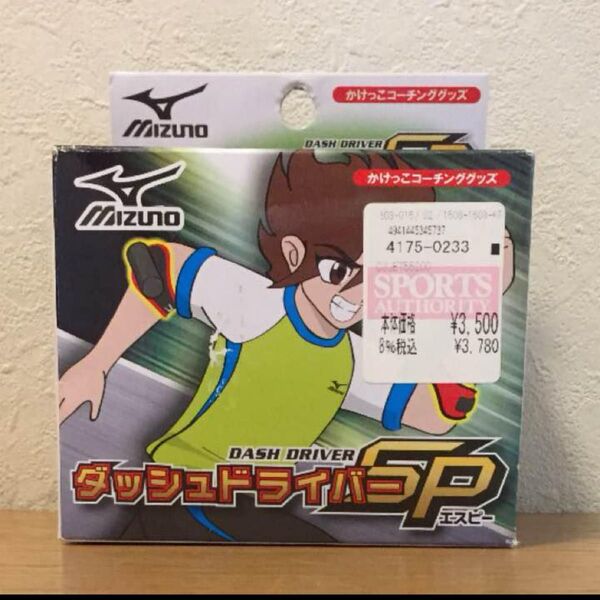 MIZUNO
かけっこコーチンググッズ
DASH DRIVER
SP
MIZUNO
かけっこコーチンググッズ
4941445345737
4175-0233
SPORTS
AUTHORITY
本体価格 ¥3,500
8%税込 ¥3,780
DASH DRIVER
ダッシュドライバーSP
エスピー